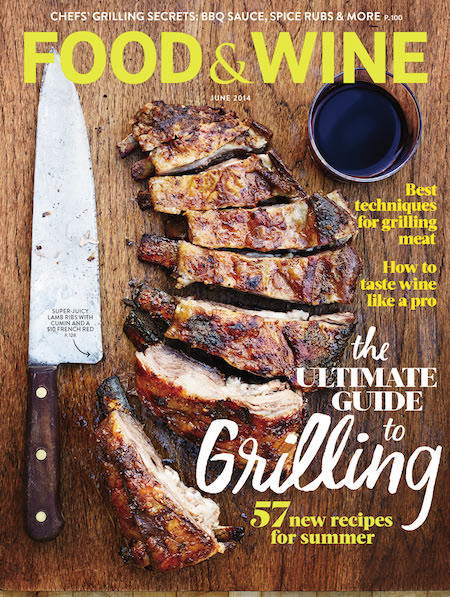 CHEFS' GRILLING SECRETS: BBQ SAUCE, SPICE RUBS & MORE P.100
FOOD & WINE
JUNE 2014
Best
techniques
for grilling
meat
How to
taste wine
like a pro
SUPER-JUICY
LAMB RIBS WITH
CUMIN AND A
$10 FRENCH RED
P. 128
the
ULTIMATE
GUIDE
to
Grilling
57 new recipes
for summer